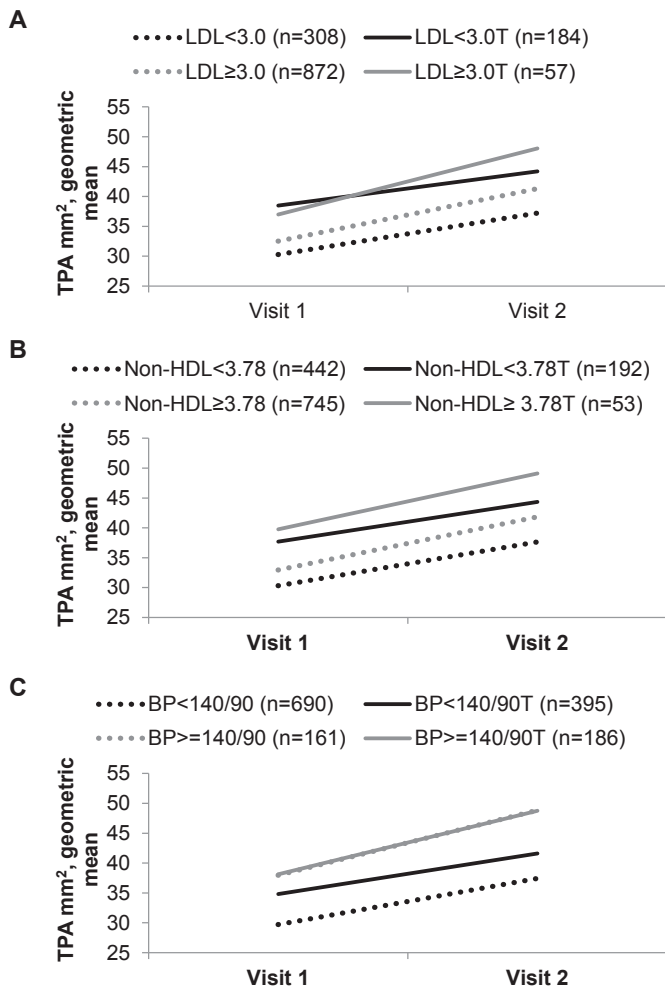 A
LDL<3.0 (n=308) LDL<3.0T (n=184)
LDL≥3.0 (n=872) LDL≥3.0T (n=57)
TPA mm², geometric
mean
55
50
45
40
35
30
25
Visit 1 Visit 2
B
Non-HDL<3.78 (n=442) Non-HDL<3.78T (n=192)
Non-HDL≥3.78 (n=745) Non-HDL≥ 3.78T (n=53)
TPA mm², geometric
mean
55
50
45
40
35
30
25
Visit 1 Visit 2
C
BP<140/90 (n=690) BP<140/90T (n=395)
BP>=140/90 (n=161) BP>=140/90T (n=186)
TPA mm², geometric
mean
55
50
45
40
35
30
25
Visit 1 Visit 2